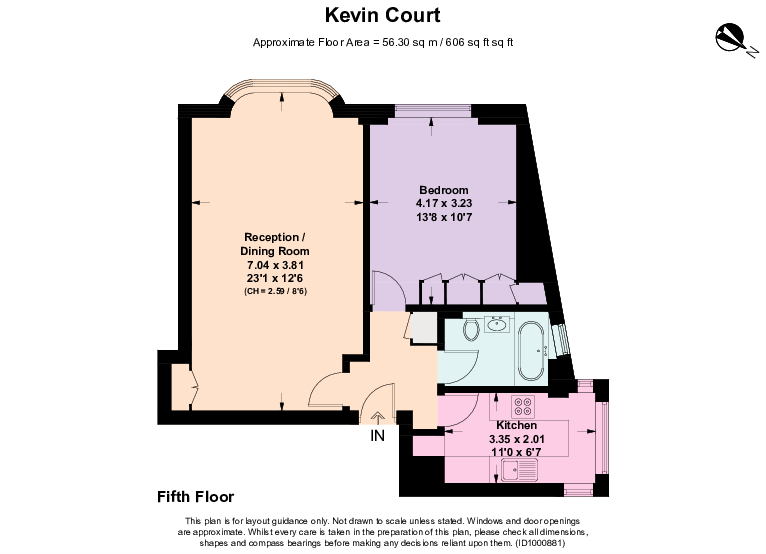 Kevin Court
Approximate Floor Area = 56.30 sq m / 606 sq ft sq ft
N
Bedroom
4.17 x 3.23
13'8 x 10'7
Reception /
Dining Room
7.04 x 3.81
23'1 x 12'6
(CH = 2.59 / 8'6)
Kitchen
3.35 x 2.01
11'0 x 6'7
IN
Fifth Floor
This plan is for layout guidance only. Not drawn to scale unless stated. Windows and door openings
are approximate. Whilst every care is taken in the preparation of this plan, please check all dimensions,
shapes and compass bearings before making any decisions reliant upon them. (ID1000881)